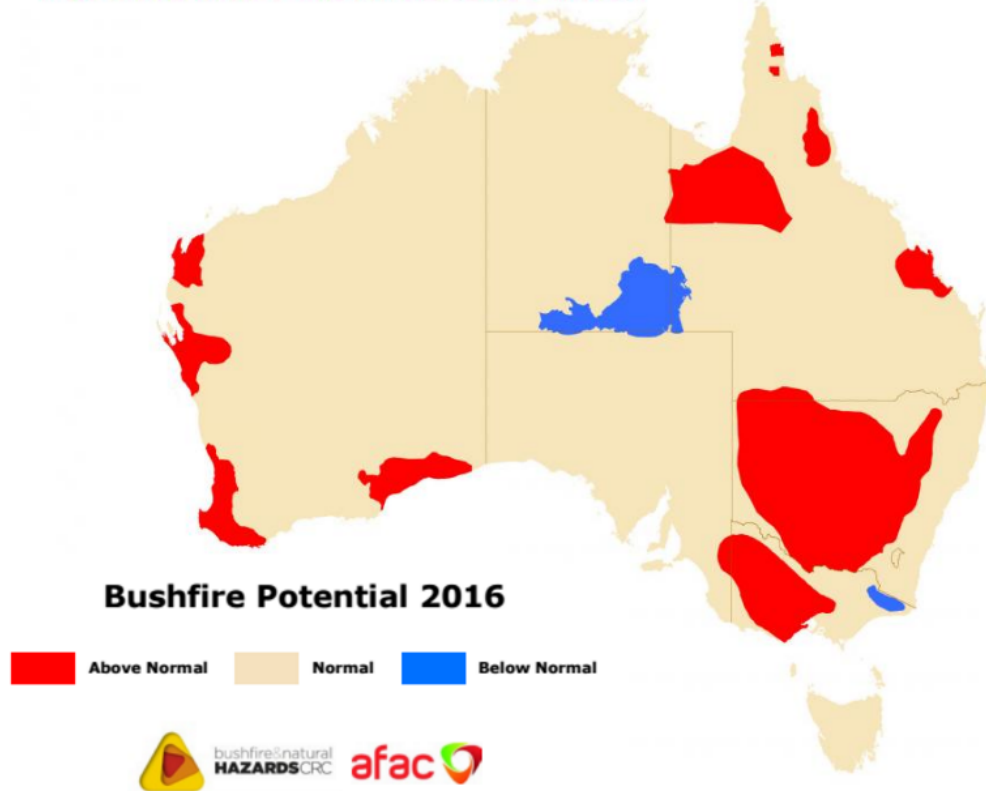 Bushfire Potential 2016
Above Normal
Normal
Below Normal
bushfire&natural
HAZARDSCRC
afac